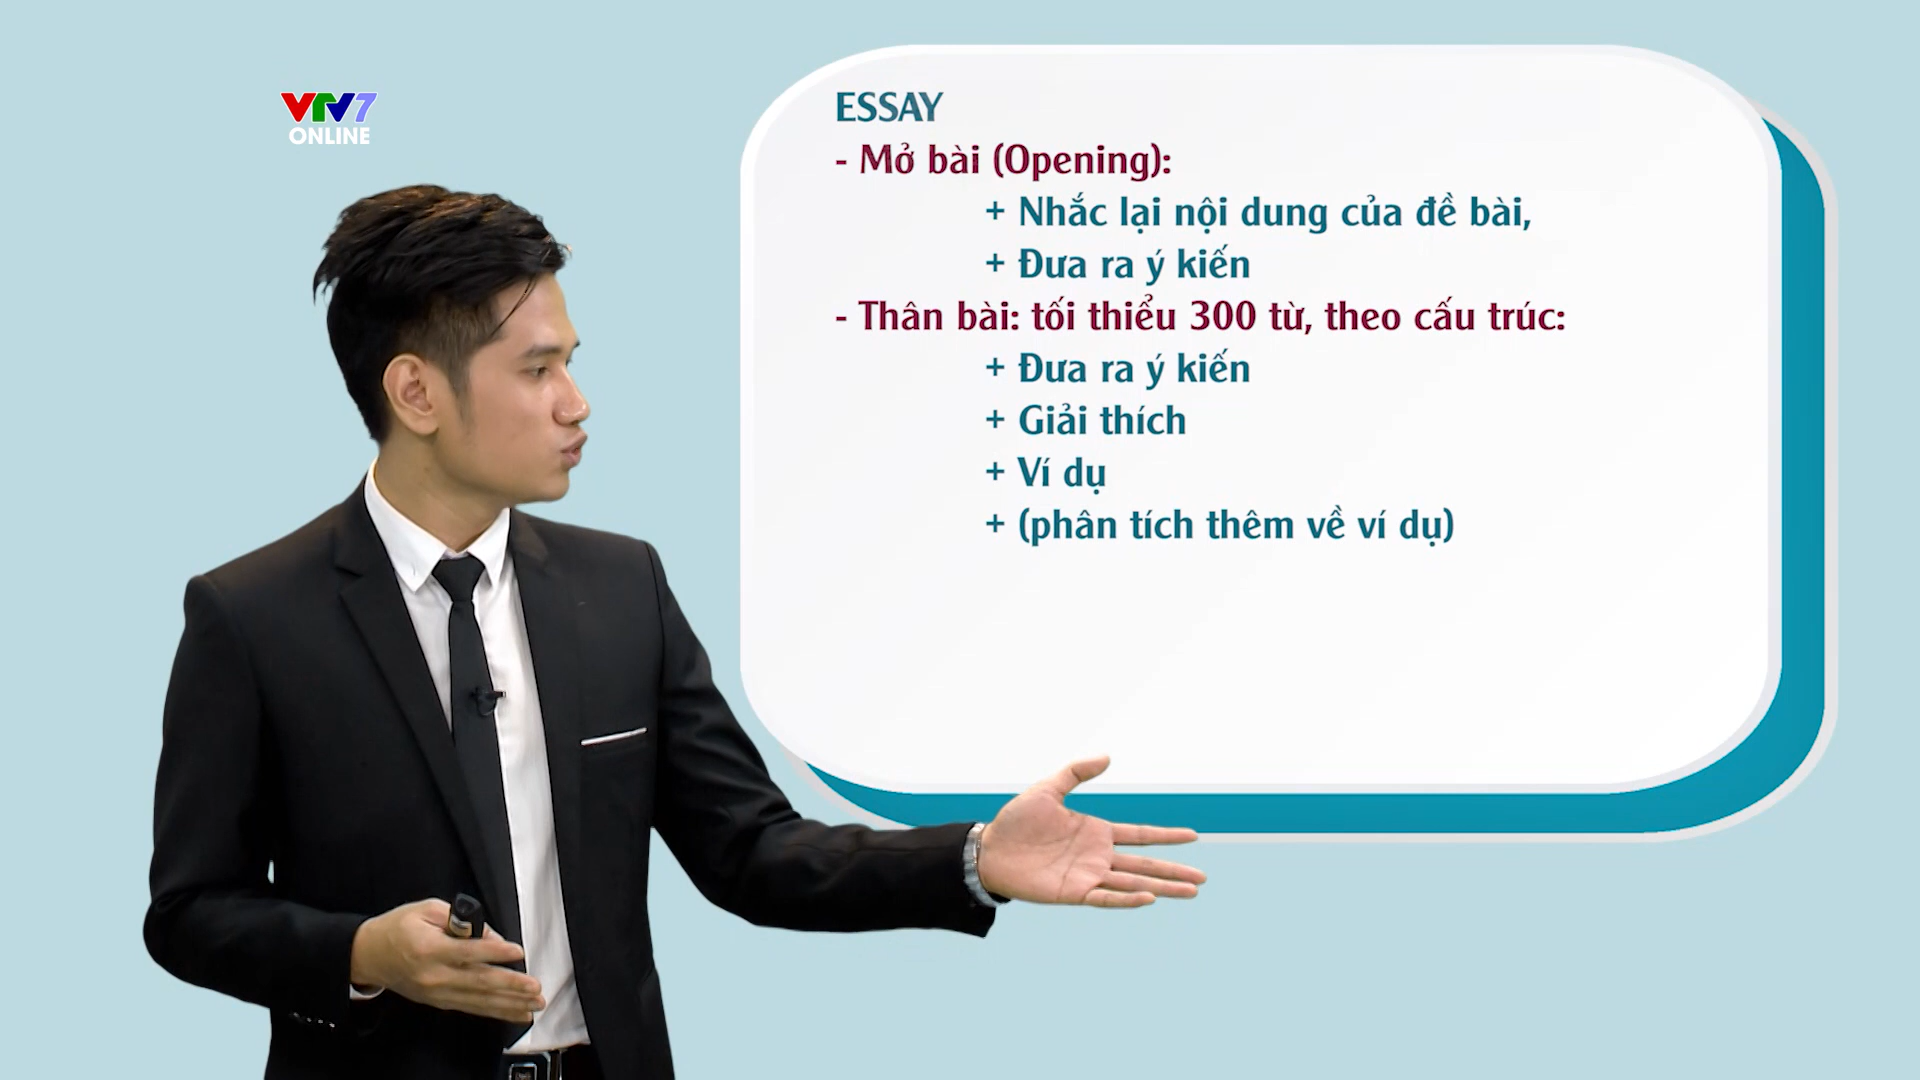 VTV7
ONLINE
ESSAY
- Mở bài (Opening):
+ Nhắc lại nội dung của đề bài,
+ Đưa ra ý kiến
- Thân bài: tối thiểu 300 từ, theo cấu trúc:
+ Đưa ra ý kiến
+ Giải thích
+ Ví dụ
+ (phân tích thêm về ví dụ)